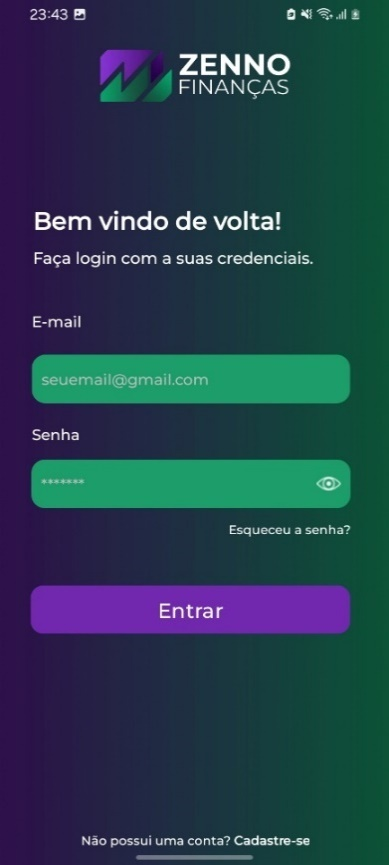 23:43
ZENNO
FINANÇAS
Bem vindo de volta!
Faça login com a suas credenciais.
E-mail
seuemail@gmail.com
Senha
*******
Esqueceu a senha?
Entrar
Não possui uma conta? Cadastre-se